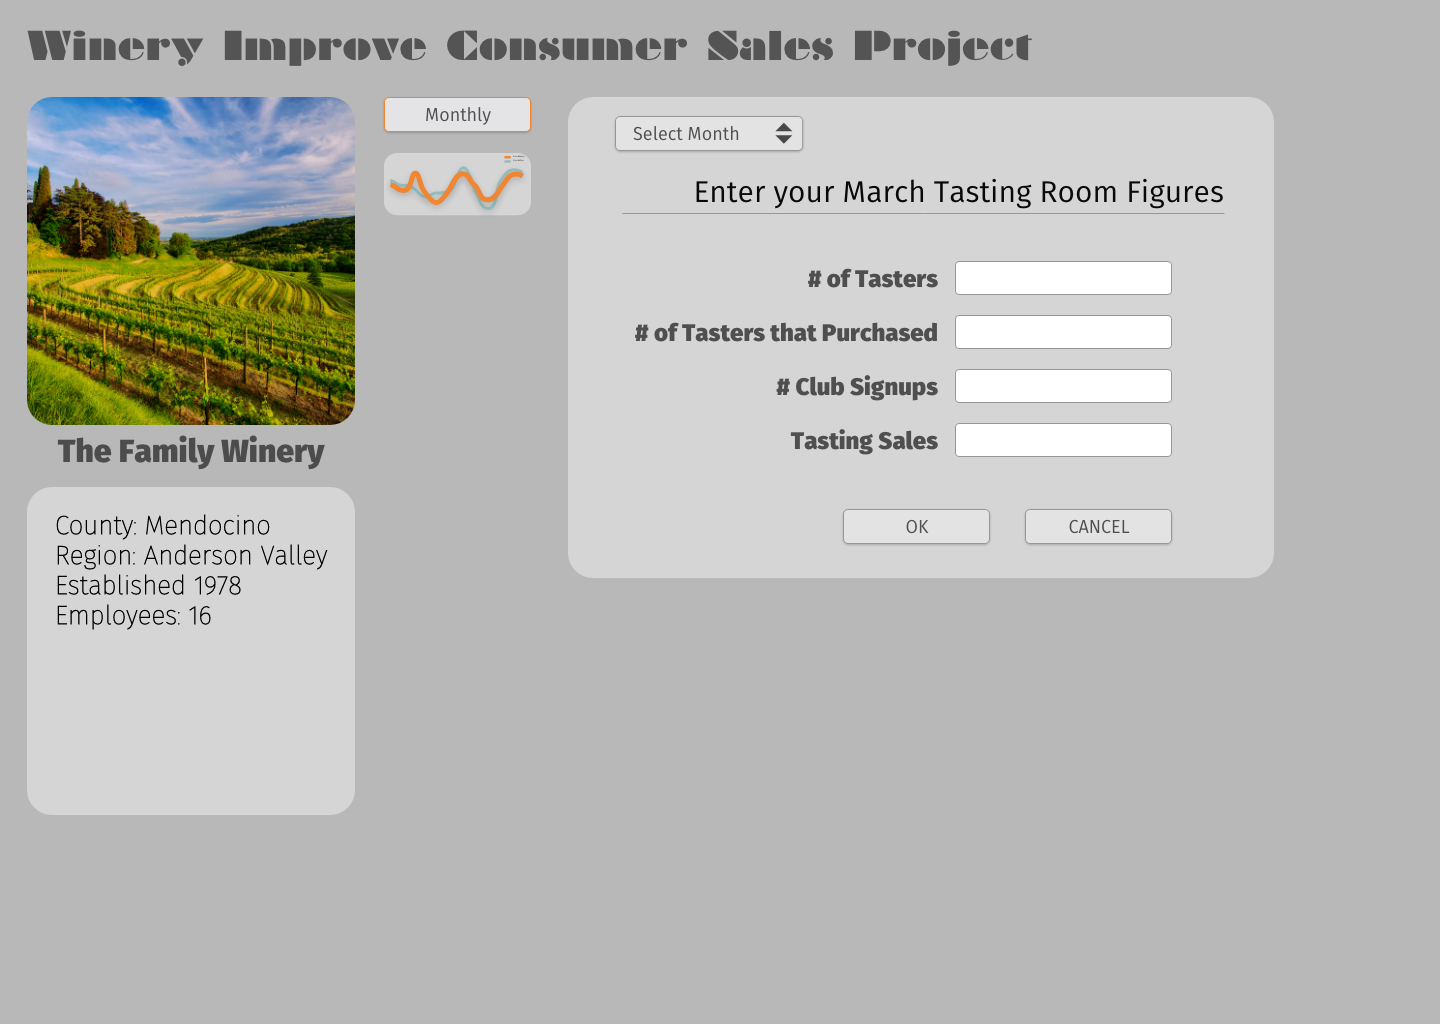 Winery Improve Consumer Sales Project
Monthly
Select Month
Enter your March Tasting Room Figures
# of Tasters
# of Tasters that Purchased
# Club Signups
Tasting Sales
OK CANCEL
The Family Winery
County: Mendocino
Region: Anderson Valley
Established 1978
Employees: 16